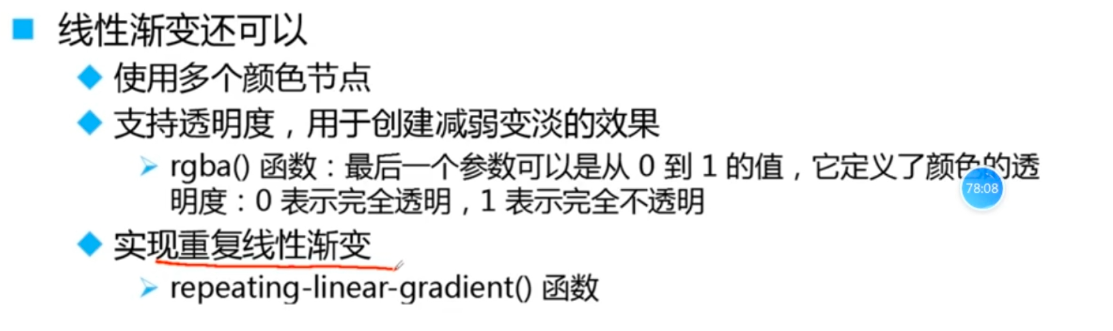 线性渐变还可以
使用多个颜色节点
支持透明度，用于创建减弱变淡的效果
rgba() 函数：最后一个参数可以是从 0 到 1 的值，它定义了颜色的透
明度：0 表示完全透明，1 表示完全不透明
78:08
实现重复线性渐变
repeating-linear-gradient() 函数